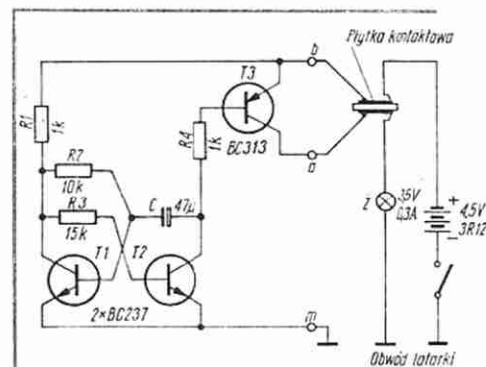 Płytka kontaktowa
b
T3
R1
1k
R4
1k
BC313
R2
10k
C
47µ
a
R3
15k
Ż
3,5V
0,3A
+
4,5V
3R12
−
T1
T2
2×BC237
m
Obwód latarki